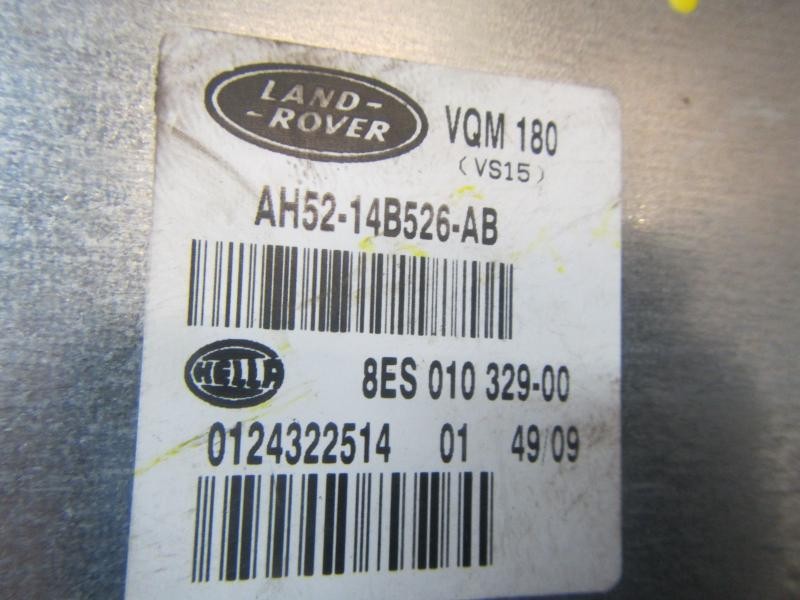 LAND-
-ROVER
VQM 180
(VS15)
AH52-14B526-AB
HELLA
8ES 010 329-00
0124322514 01 49/09